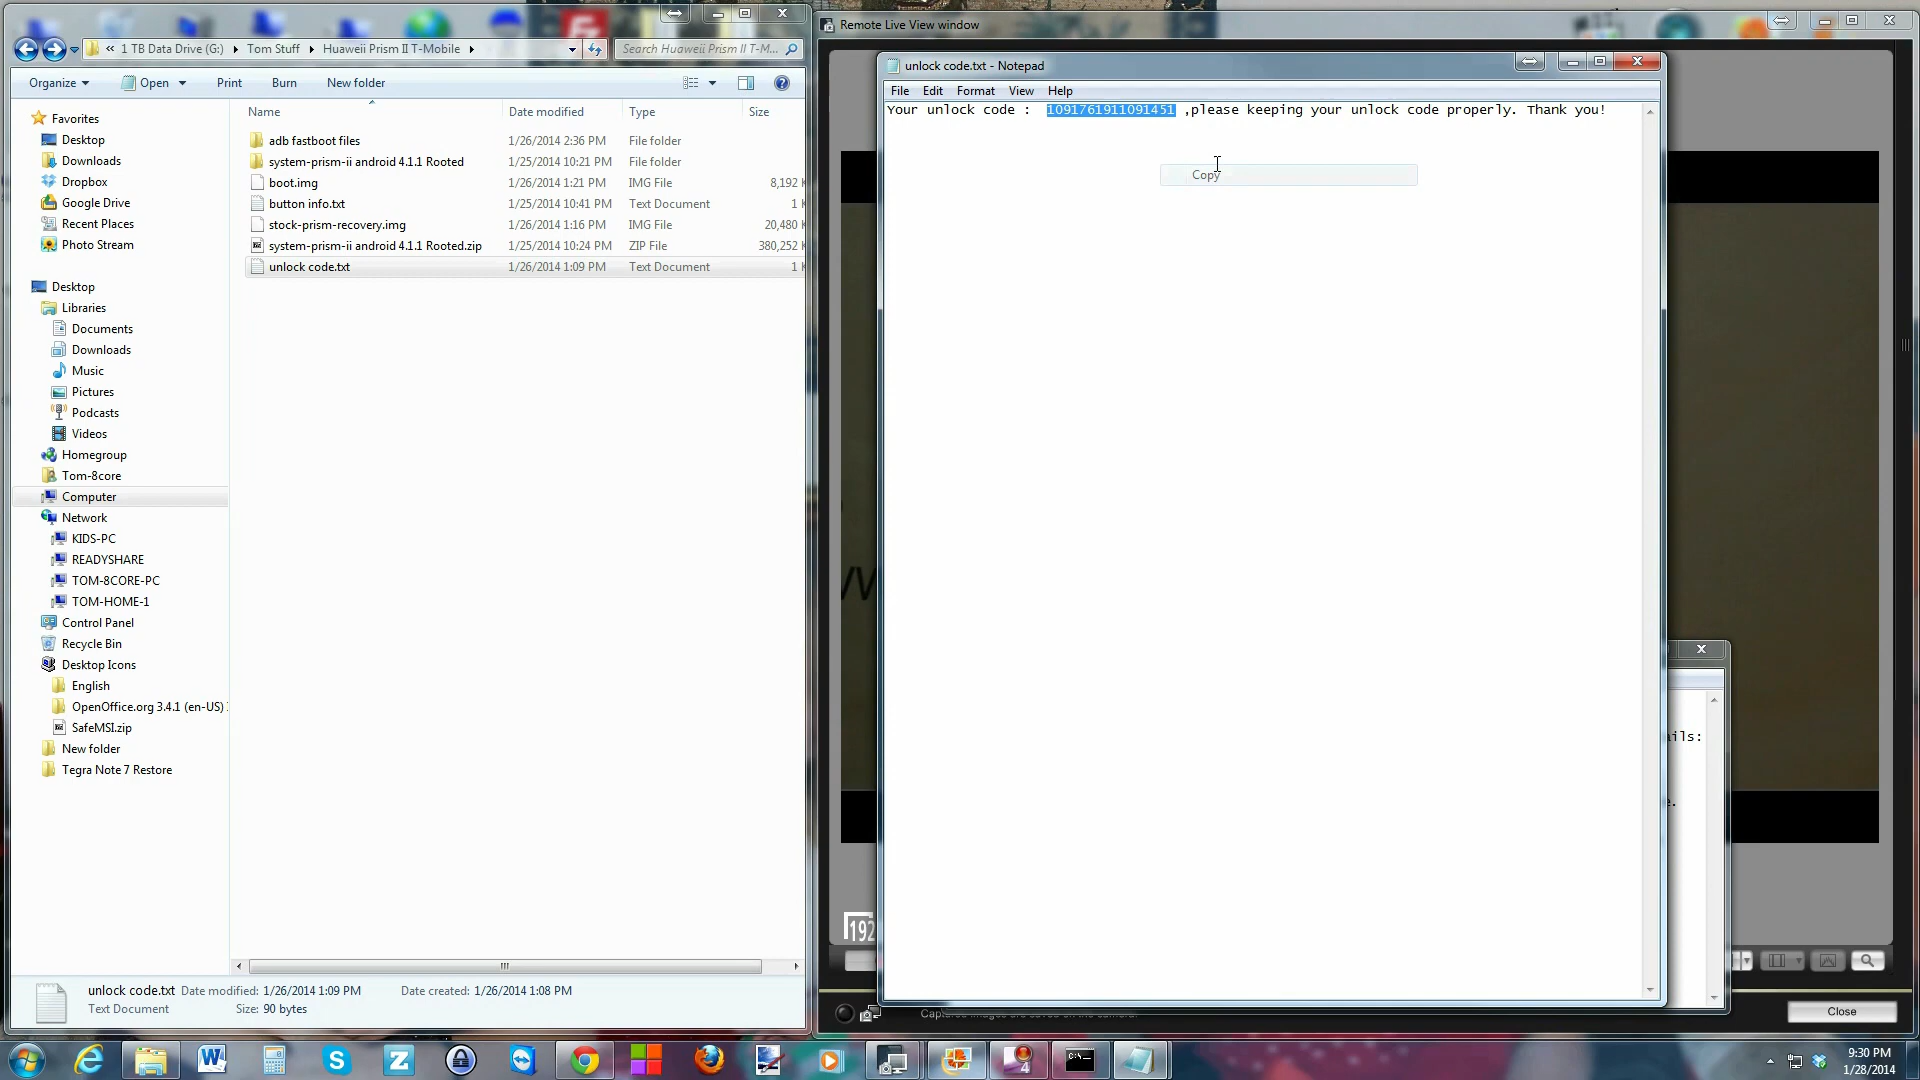 « 1 TB Data Drive (G:) ▸ Tom Stuff ▸ Huaweii Prism II T-Mobile ▸
Search Huaweii Prism II T-M...
Organize
Open
Print
Burn
New folder
Favorites
Desktop
Downloads
Dropbox
Google Drive
Recent Places
Photo Stream
Desktop
Libraries
Documents
Downloads
Music
Pictures
Podcasts
Videos
Homegroup
Tom-8core
Computer
Network
KIDS-PC
READYSHARE
TOM-8CORE-PC
TOM-HOME-1
Control Panel
Recycle Bin
Desktop Icons
English
OpenOffice.org 3.4.1 (en-US)
SafeMSI.zip
New folder
Tegra Note 7 Restore
Name Date modified Type Size
adb fastboot files 1/26/2014 2:36 PM File folder
system-prism-ii android 4.1.1 Rooted 1/25/2014 10:21 PM File folder
boot.img 1/26/2014 1:21 PM IMG File 8,192 K
button info.txt 1/25/2014 10:41 PM Text Document 1 K
stock-prism-recovery.img 1/26/2014 1:16 PM IMG File 20,480 K
system-prism-ii android 4.1.1 Rooted.zip 1/25/2014 10:24 PM ZIP File 380,252 K
unlock code.txt 1/26/2014 1:09 PM Text Document 1 K
unlock code.txt Date modified: 1/26/2014 1:09 PM Date created: 1/26/2014 1:08 PM
Text Document Size: 90 bytes
Remote Live View window
unlock code.txt - Notepad
File Edit Format View Help
Your unlock code : 1091761911091451 ,please keeping your unlock code properly. Thank you!
Copy
ails:
e.
192
Captured images are saved on the camera.
Close
9:30 PM
1/28/2014